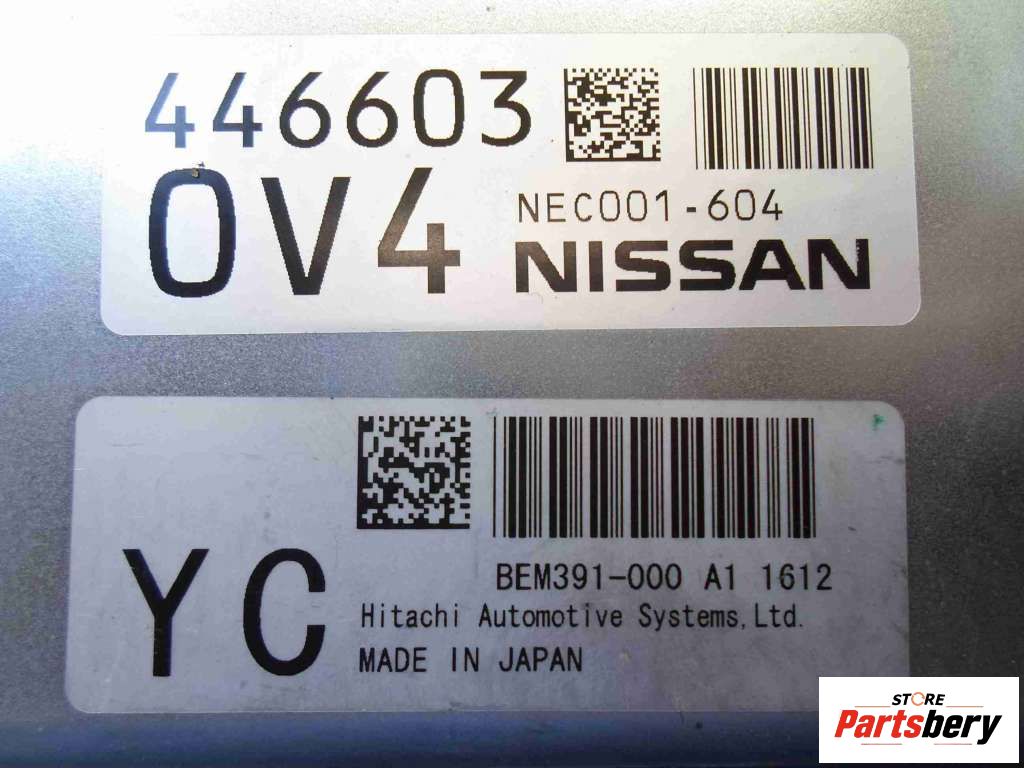 446603
0V4
NEC001-604
NISSAN
YC
BEM391-000 A1 1612
Hitachi Automotive Systems,Ltd.
MADE IN JAPAN
STORE
Partsbery